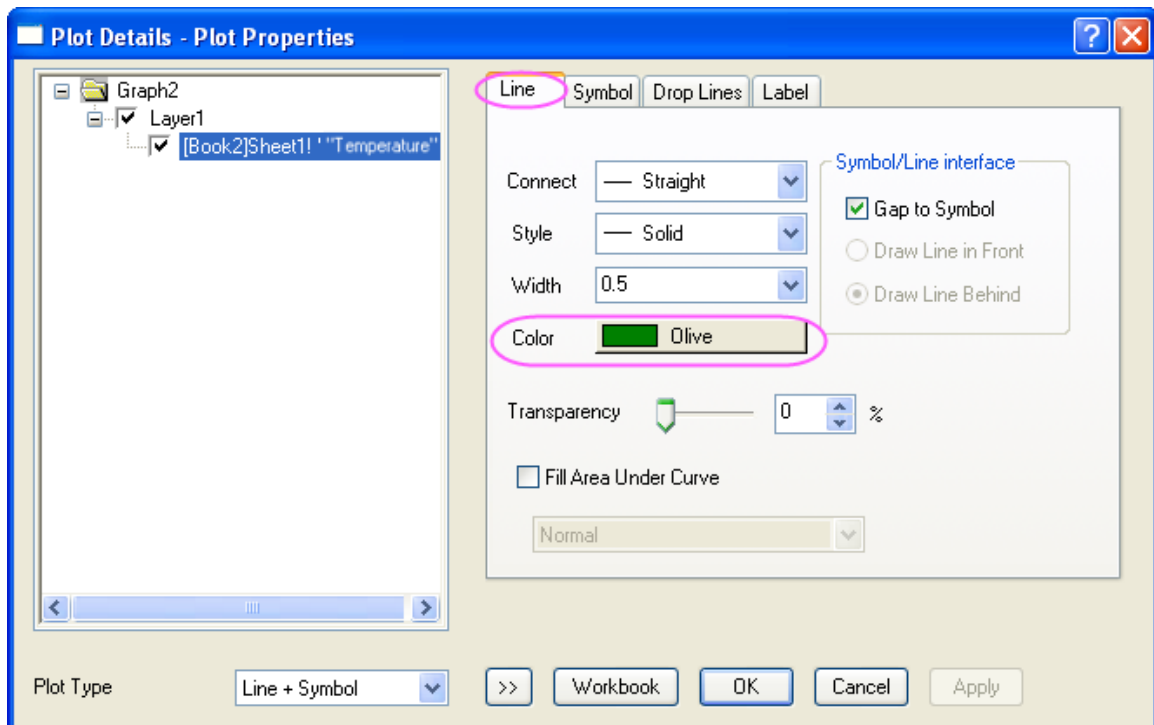 Plot Details - Plot Properties
Graph2
Layer1
[Book2]Sheet1! ' "Temperature"
Line
Symbol
Drop Lines
Label
Connect
Straight
Style
Solid
Width
0.5
Color
Olive
Symbol/Line interface
Gap to Symbol
Draw Line in Front
Draw Line Behind
Transparency
0
%
Fill Area Under Curve
Normal
Plot Type
Line + Symbol
>>
Workbook
OK
Cancel
Apply